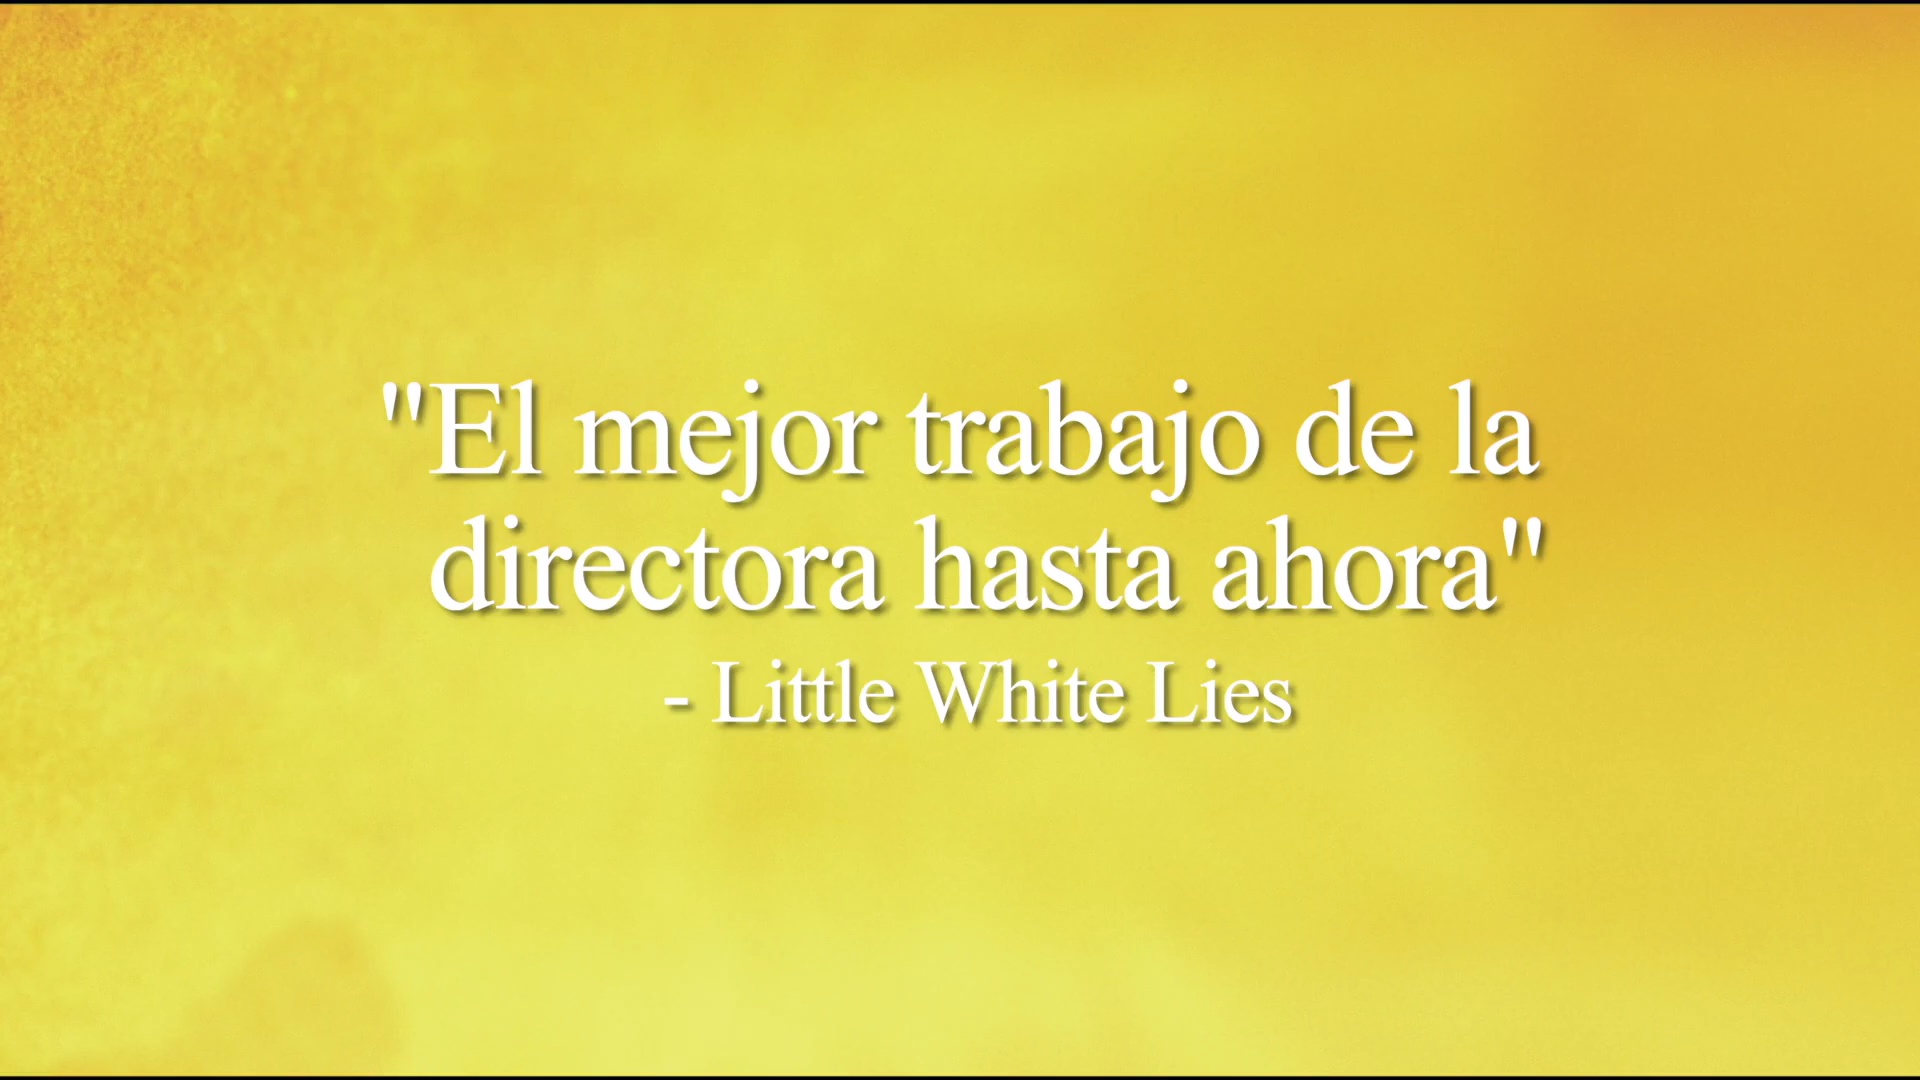 "El mejor trabajo de la
directora hasta ahora"
- Little White Lies